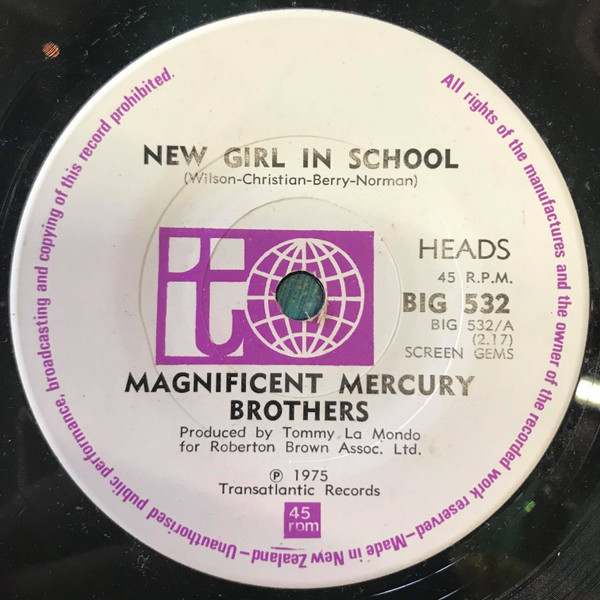 NEW GIRL IN SCHOOL
(Wilson-Christian-Berry-Norman)
to
HEADS
45 R.P.M.
BIG 532
BIG 532/A
(2.17)
SCREEN GEMS
MAGNIFICENT MERCURY
BROTHERS
Produced by Tommy La Mondo
for Roberton Brown Assoc. Ltd.
℗ 1975
Transatlantic Records
45
rpm
All rights of the manufactures and the owner of the recorded work reserved-Made in New Zealand-Unauthorised public performance, broadcasting and copying of this record prohibited.